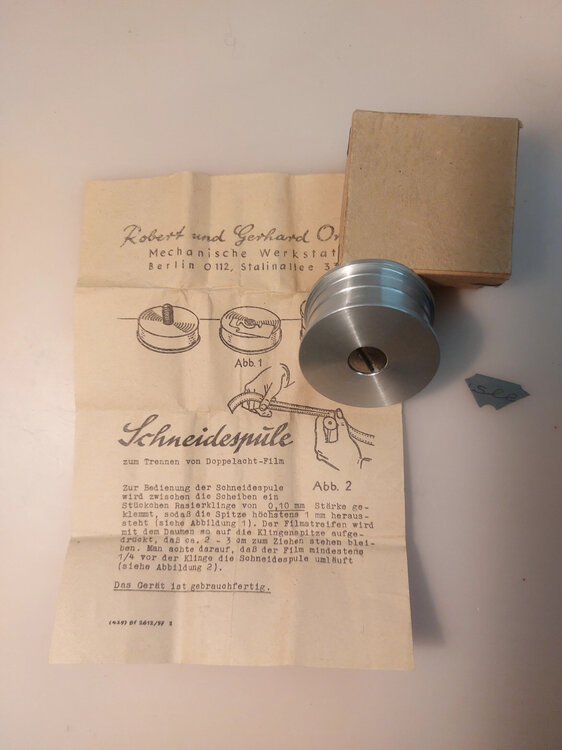 Robert und Gerhard
Mechanische Werkstat
Berlin O 112, Stalinallee 33
Abb. 1
Schneidespule
zum Trennen von Doppelacht-Film
Abb. 2
Zur Bedienung der Schneidespule
wird zwischen die Scheiben ein
Stückchen Rasierklinge von 0,10 mm Stärke ge-
klemmt, sodaß die Spitze höchstens 1 mm heraus-
steht (siehe Abbildung 1). Der Filmstreifen wird
mit dem Daumen so auf die Klingenspitze aufge-
drückt, daß ca. 2 - 3 cm zum Ziehen stehen blei-
ben. Man achte darauf, daß der Film mindestens
1/4 vor der Klinge die Schneidespule umläuft
(siehe Abbildung 2).
Das Gerät ist gebrauchfertig.